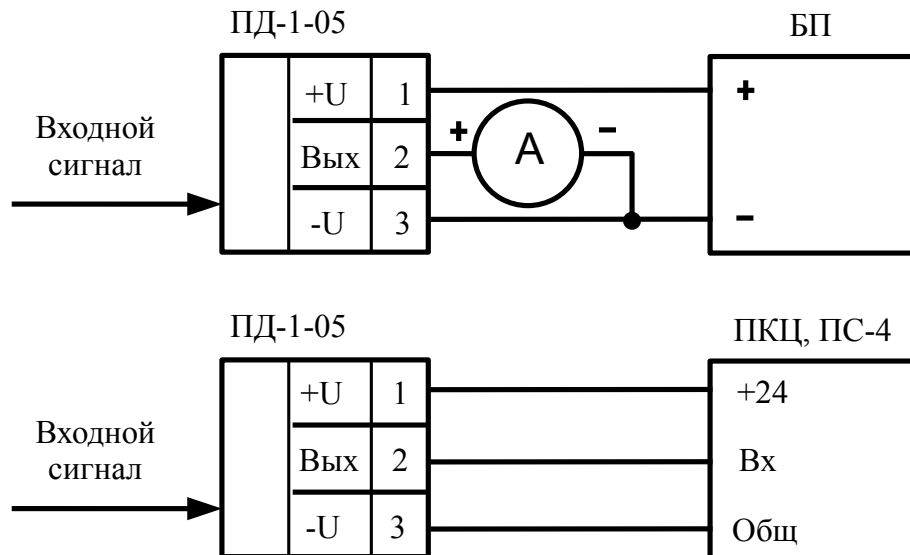 ПД-1-05
БП
+U 1
+
Входной
сигнал
+
-
Вых 2
А
-U 3
-
ПД-1-05
ПКЦ, ПС-4
+U 1
+24
Входной
сигнал
Вых 2
Вх
-U 3
Общ